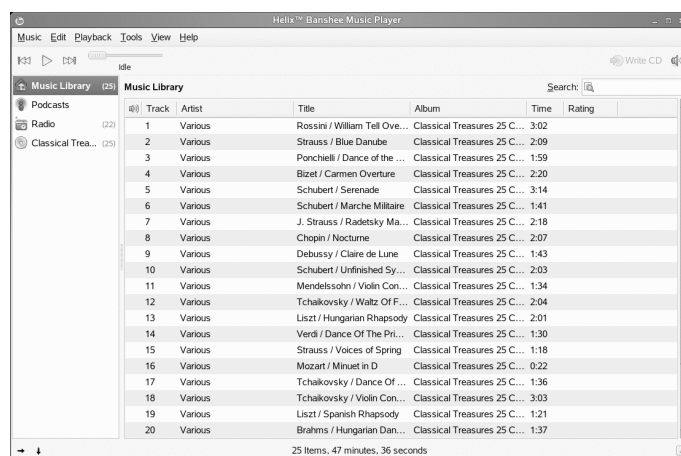 Helix™ Banshee Music Player
Music Edit Playback Tools View Help
Idle
Write CD
Music Library (25)
Podcasts
Radio (22)
Classical Trea... (25)
Music Library
Search:
Track Artist Title Album Time Rating
1 Various Rossini / William Tell Ove... Classical Treasures 25 C... 3:02
2 Various Strauss / Blue Danube Classical Treasures 25 C... 2:09
3 Various Ponchielli / Dance of the ... Classical Treasures 25 C... 1:59
4 Various Bizet / Carmen Overture Classical Treasures 25 C... 2:20
5 Various Schubert / Serenade Classical Treasures 25 C... 3:14
6 Various Schubert / Marche Militaire Classical Treasures 25 C... 1:41
7 Various J. Strauss / Radetsky Ma... Classical Treasures 25 C... 2:18
8 Various Chopin / Nocturne Classical Treasures 25 C... 2:07
9 Various Debussy / Claire de Lune Classical Treasures 25 C... 1:43
10 Various Schubert / Unfinished Sy... Classical Treasures 25 C... 2:03
11 Various Mendelssohn / Violin Con... Classical Treasures 25 C... 1:34
12 Various Tchaikovsky / Waltz Of F... Classical Treasures 25 C... 2:04
13 Various Liszt / Hungarian Rhapsody Classical Treasures 25 C... 2:01
14 Various Verdi / Dance Of The Pri... Classical Treasures 25 C... 1:30
15 Various Strauss / Voices of Spring Classical Treasures 25 C... 1:18
16 Various Mozart / Minuet in D Classical Treasures 25 C... 0:22
17 Various Tchaikovsky / Dance Of ... Classical Treasures 25 C... 1:36
18 Various Tchaikovsky / Violin Con... Classical Treasures 25 C... 3:03
19 Various Liszt / Spanish Rhapsody Classical Treasures 25 C... 1:21
20 Various Brahms / Hungarian Dan... Classical Treasures 25 C... 1:37
25 Items, 47 minutes, 36 seconds